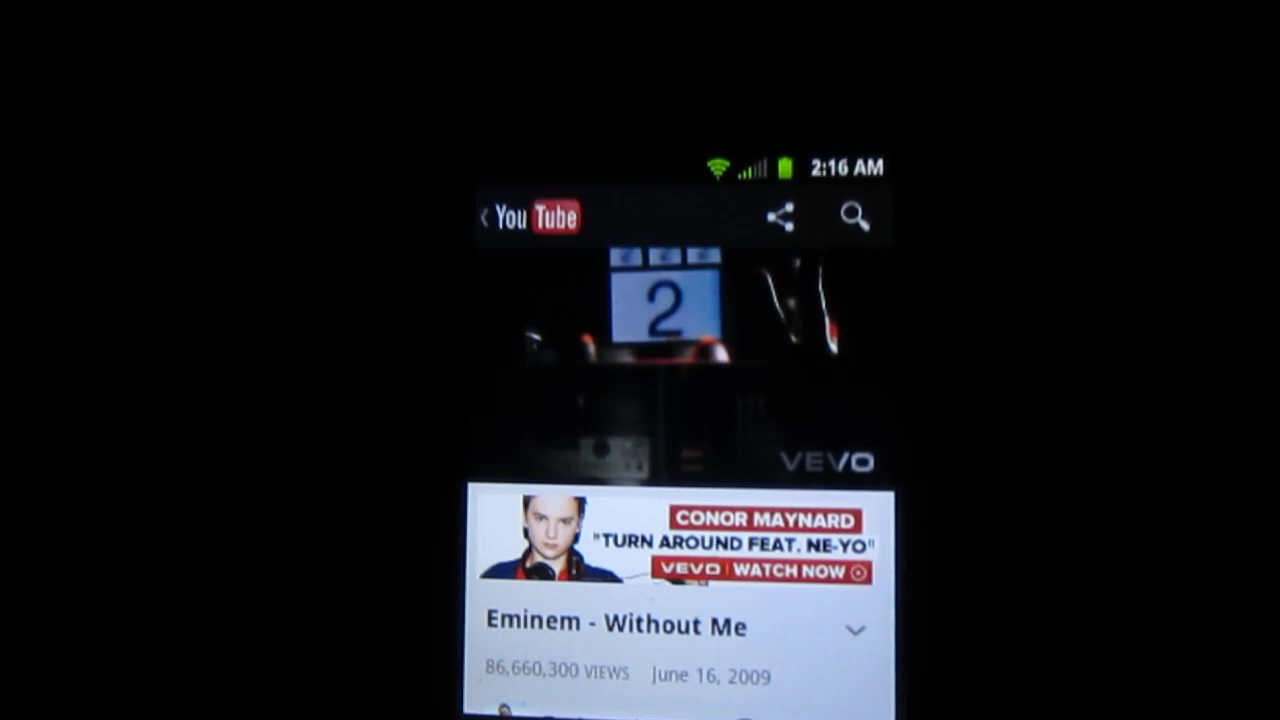 2:16 AM
YouTube
2
VEVO
CONOR MAYNARD
"TURN AROUND FEAT. NE-YO"
VEVO | WATCH NOW
Eminem - Without Me
86,660,300 VIEWS June 16, 2009